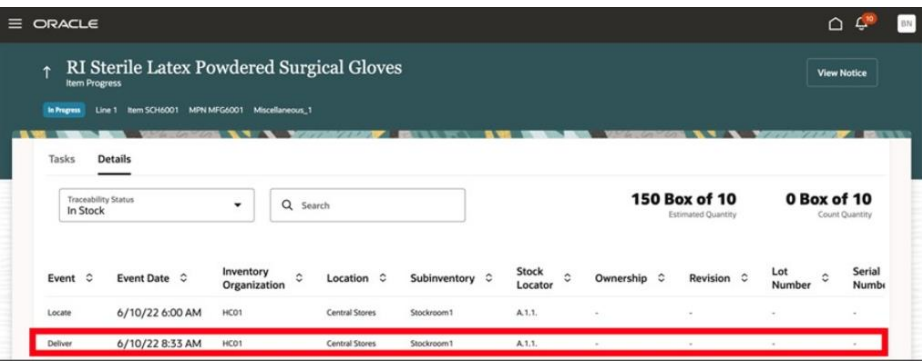 ORACLE
10
BN
RI Sterile Latex Powdered Surgical Gloves
Item Progress
View Notice
In Progress Line 1 Item SCH6001 MPN MFG6001 Miscellaneous_1
Tasks Details
Traceability Status
In Stock
Search
150 Box of 10
Estimated Quantity
0 Box of 10
Count Quantity
Event Event Date Inventory Organization Location Subinventory Stock Locator Ownership Revision Lot Number Serial Numbe
Locate 6/10/22 6:00 AM HC01 Central Stores Stockroom1 A.1.1. - - - -
Deliver 6/10/22 8:33 AM HC01 Central Stores Stockroom1 A.1.1. - - - -